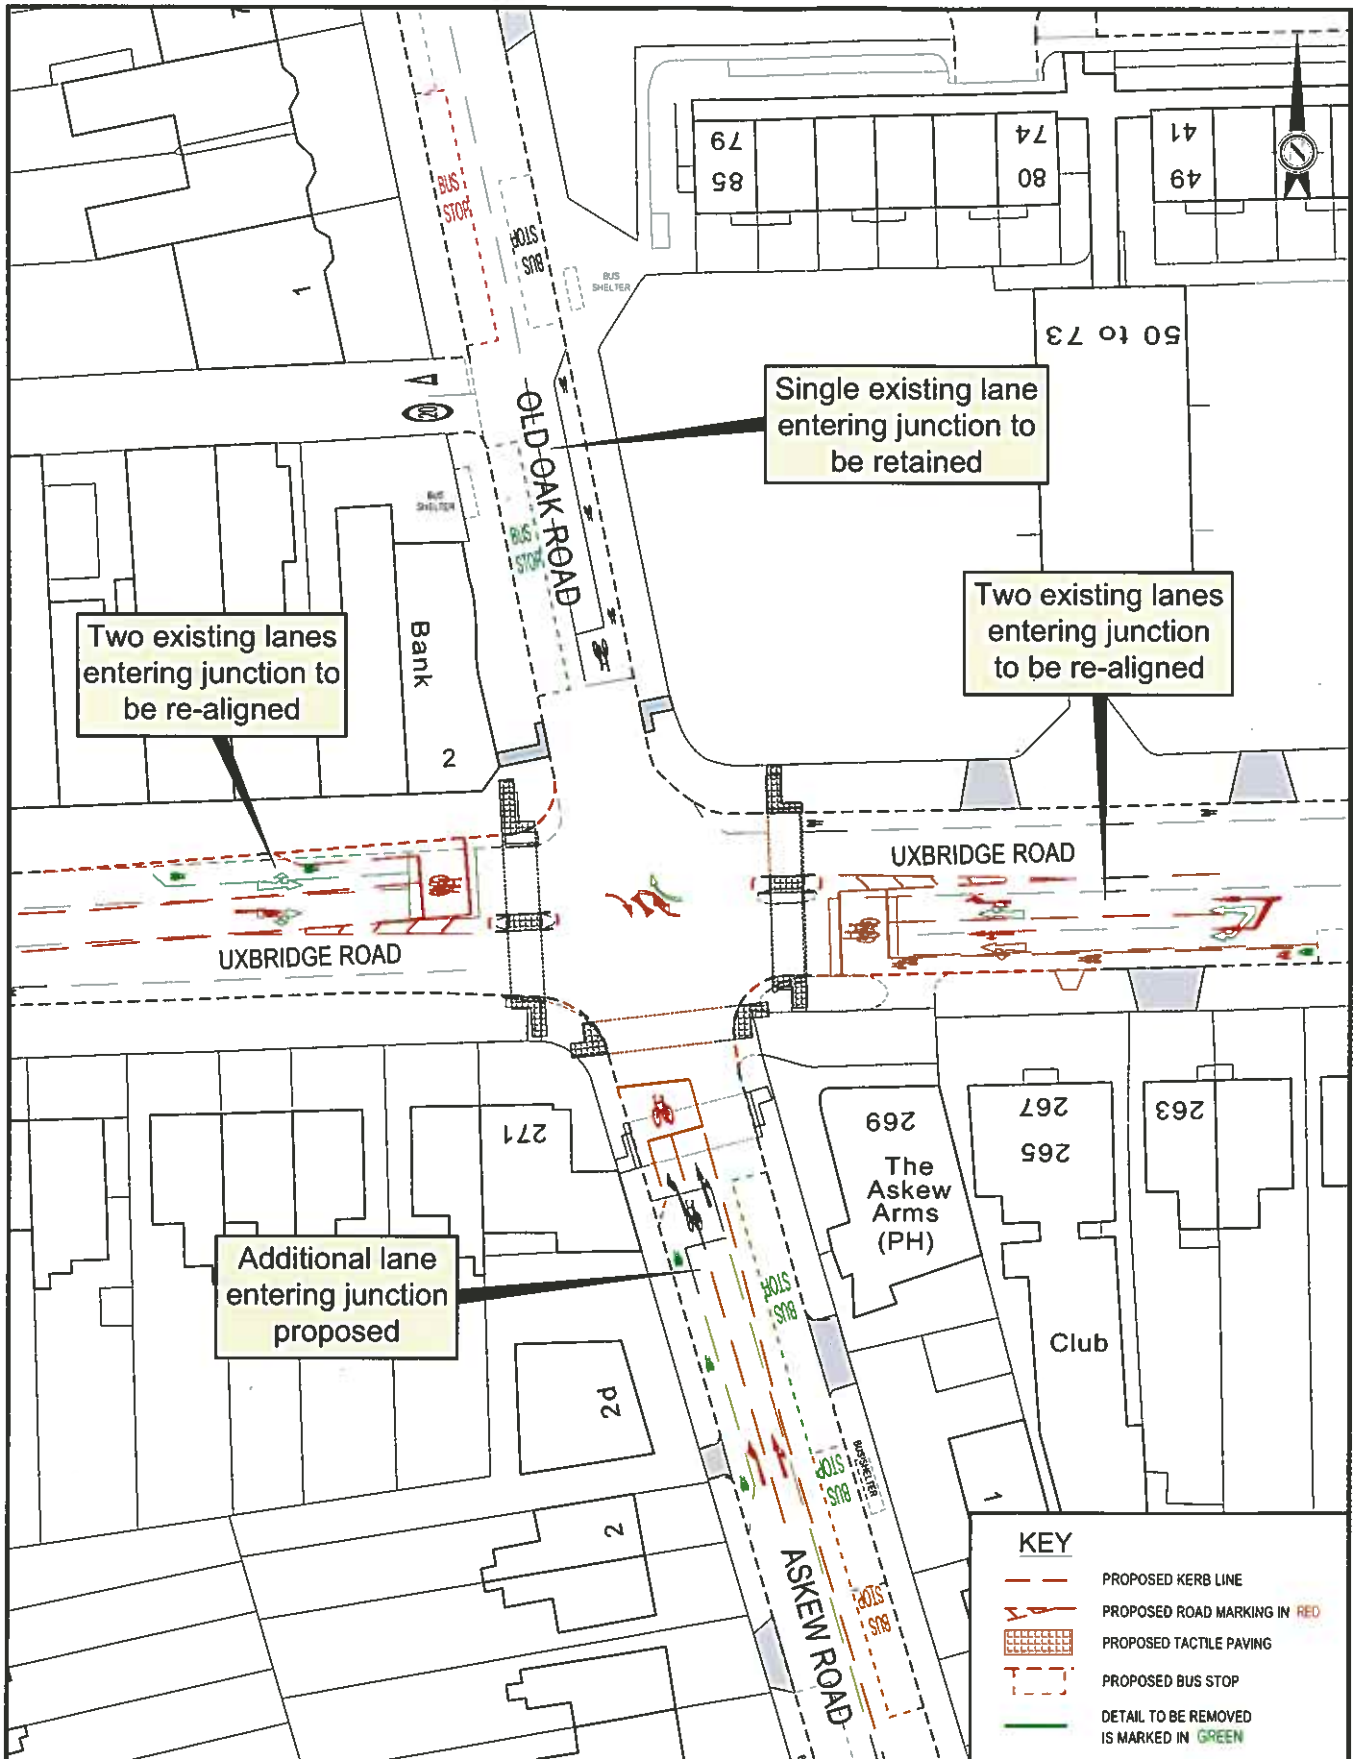 79
85
74
80
41
49
BUS
STOP
BUS
STOP
BUS
SHELTER
1
50 to 73
20
Single existing lane
entering junction to
be retained
OLD OAK ROAD
BUS
SHELTER
BUS
STOP
Two existing lanes
entering junction
to be re-aligned
Two existing lanes
entering junction to
be re-aligned
Bank
2
UXBRIDGE ROAD
UXBRIDGE ROAD
271
269
The
Askew
Arms
(PH)
267
265
263
Additional lane
entering junction
proposed
BUS
STOP
Club
2d
BUS
STOP
BUS SHELTER
1
2
ASKEW ROAD
BUS
STOP
KEY
PROPOSED KERB LINE
PROPOSED ROAD MARKING IN RED
PROPOSED TACTILE PAVING
PROPOSED BUS STOP
DETAIL TO BE REMOVED
IS MARKED IN GREEN